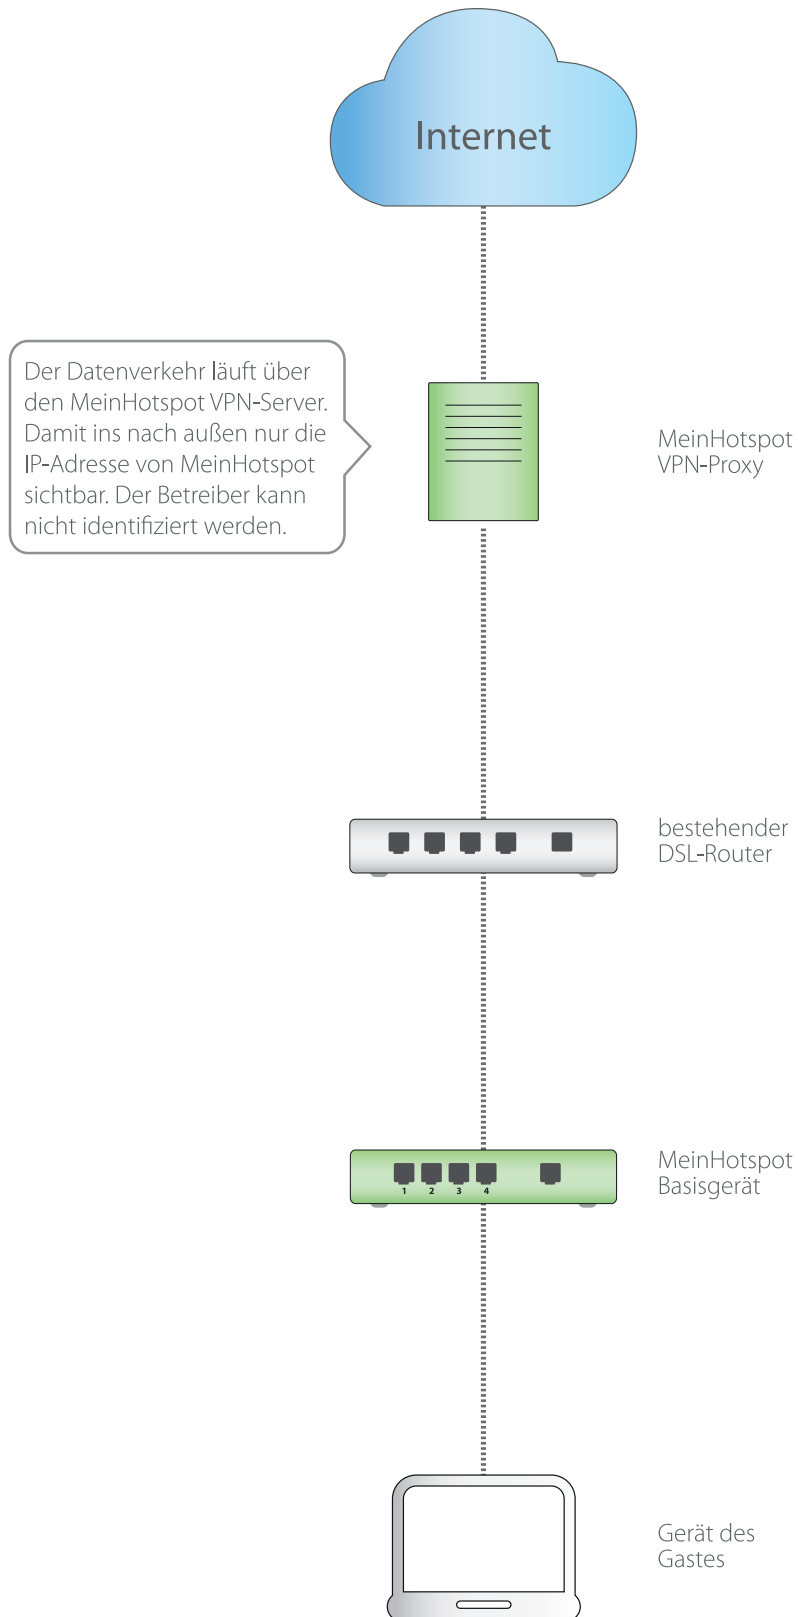 Internet
Der Datenverkehr läuft über
den MeinHotspot VPN-Server.
Damit ins nach außen nur die
IP-Adresse von MeinHotspot
sichtbar. Der Betreiber kann
nicht identifiziert werden.
MeinHotspot
VPN-Proxy
bestehender
DSL-Router
1 2 3 4
MeinHotspot
Basisgerät
Gerät des
Gastes